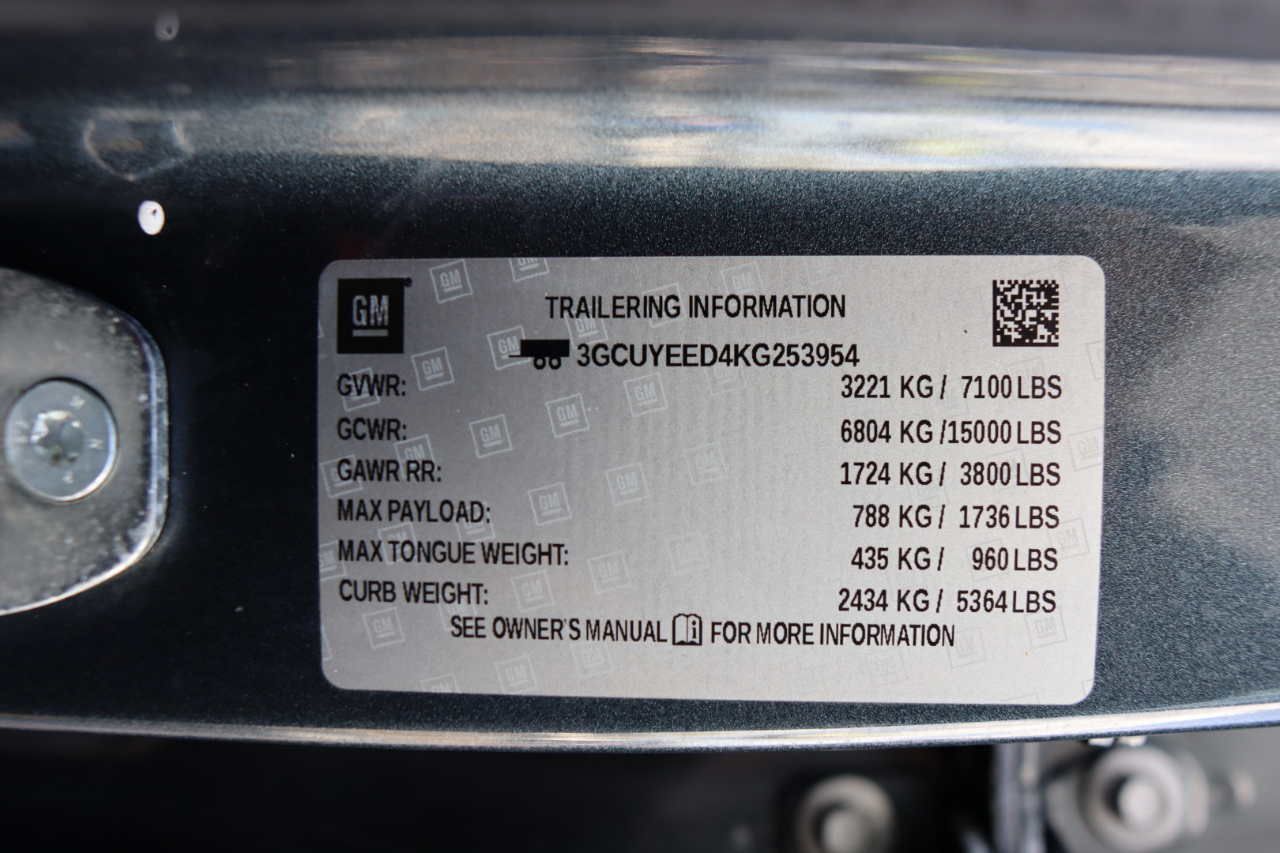 GM
TRAILERING INFORMATION
3GCUYEED4KG253954
GVWR: 3221 KG / 7100 LBS
GCWR: 6804 KG /15000 LBS
GAWR RR: 1724 KG / 3800 LBS
MAX PAYLOAD: 788 KG / 1736 LBS
MAX TONGUE WEIGHT: 435 KG / 960 LBS
CURB WEIGHT: 2434 KG / 5364 LBS
SEE OWNER'S MANUAL FOR MORE INFORMATION